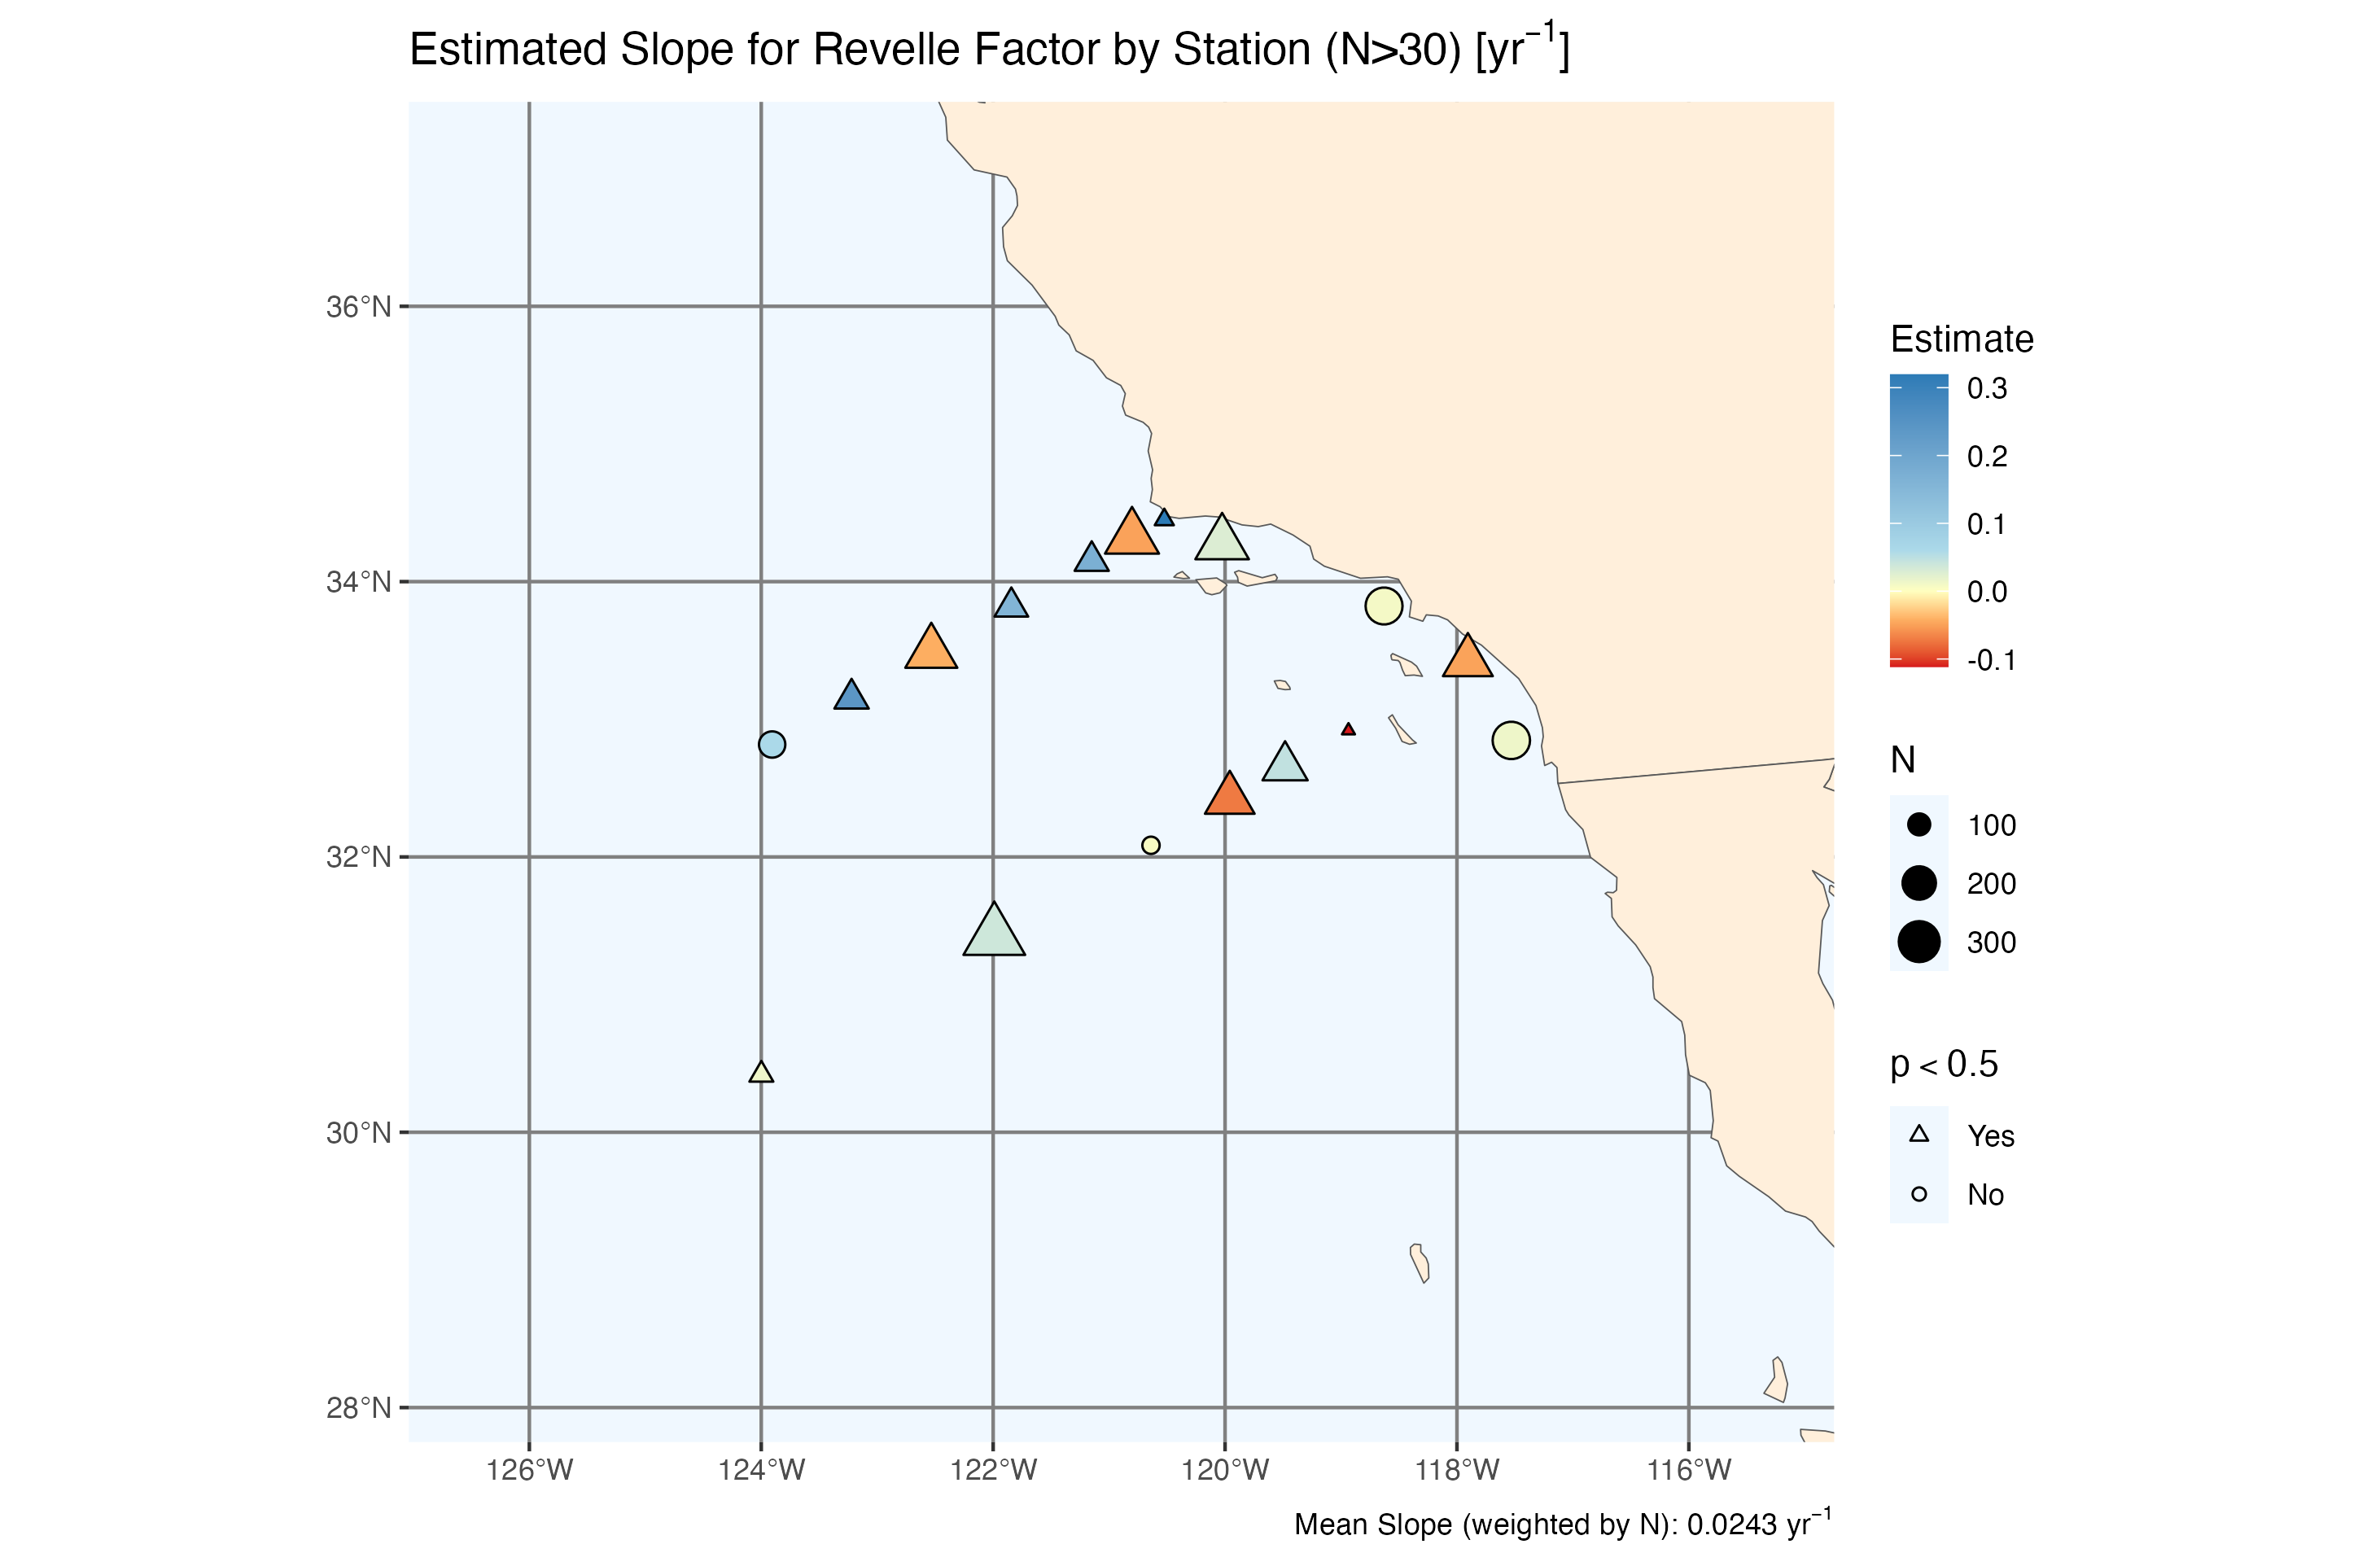 Estimated Slope for Revelle Factor by Station (N>30) [yr⁻¹]
36°N
34°N
32°N
30°N
28°N
126°W
124°W
122°W
120°W
118°W
116°W
Estimate
0.3
0.2
0.1
0.0
-0.1
N
100
200
300
p < 0.5
Yes
No
Mean Slope (weighted by N): 0.0243 yr⁻¹